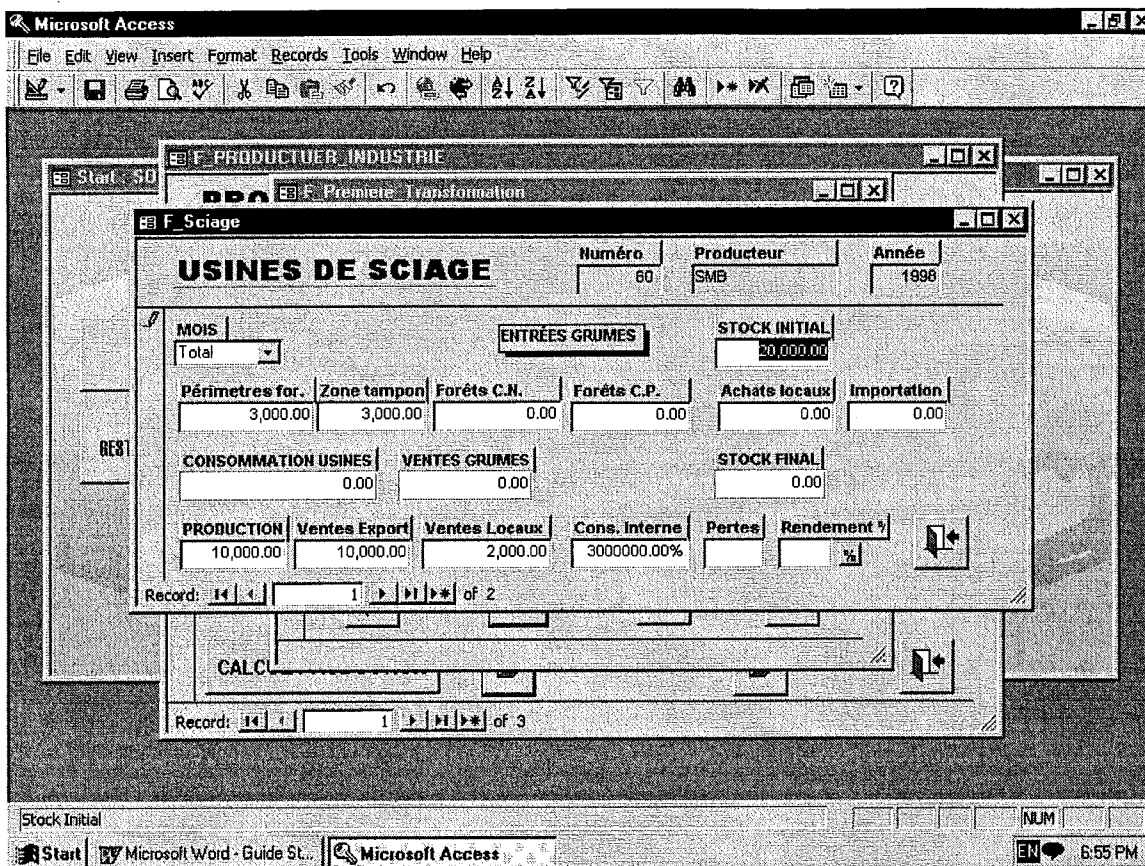 Microsoft Access
File Edit View Insert Format Records Tools Window Help
F_PRODUCTUER_INDUSTRIE
Start : SD
F_Premiere_Transformation
PRO
F_Sciage
USINES DE SCIAGE
Numéro Producteur Année
60 SMB 1998
MOIS ENTRÉES GRUMES STOCK INITIAL
Total 20,000.00
Périmetres for. Zone tampon Forêts C.N. Forêts C.P. Achats locaux Importation
3,000.00 3,000.00 0.00 0.00 0.00 0.00
REST
CONSOMMATION USINES VENTES GRUMES STOCK FINAL
0.00 0.00 0.00
PRODUCTION Ventes Export Ventes Locaux Cons. Interne Pertes Rendement %
10,000.00 10,000.00 2,000.00 3000000.00% %
Record: 1 of 2
CALCU
Record: 1 of 3
Stock Initial NUM
Start Microsoft Word - Guide St... Microsoft Access EN 6:55 PM